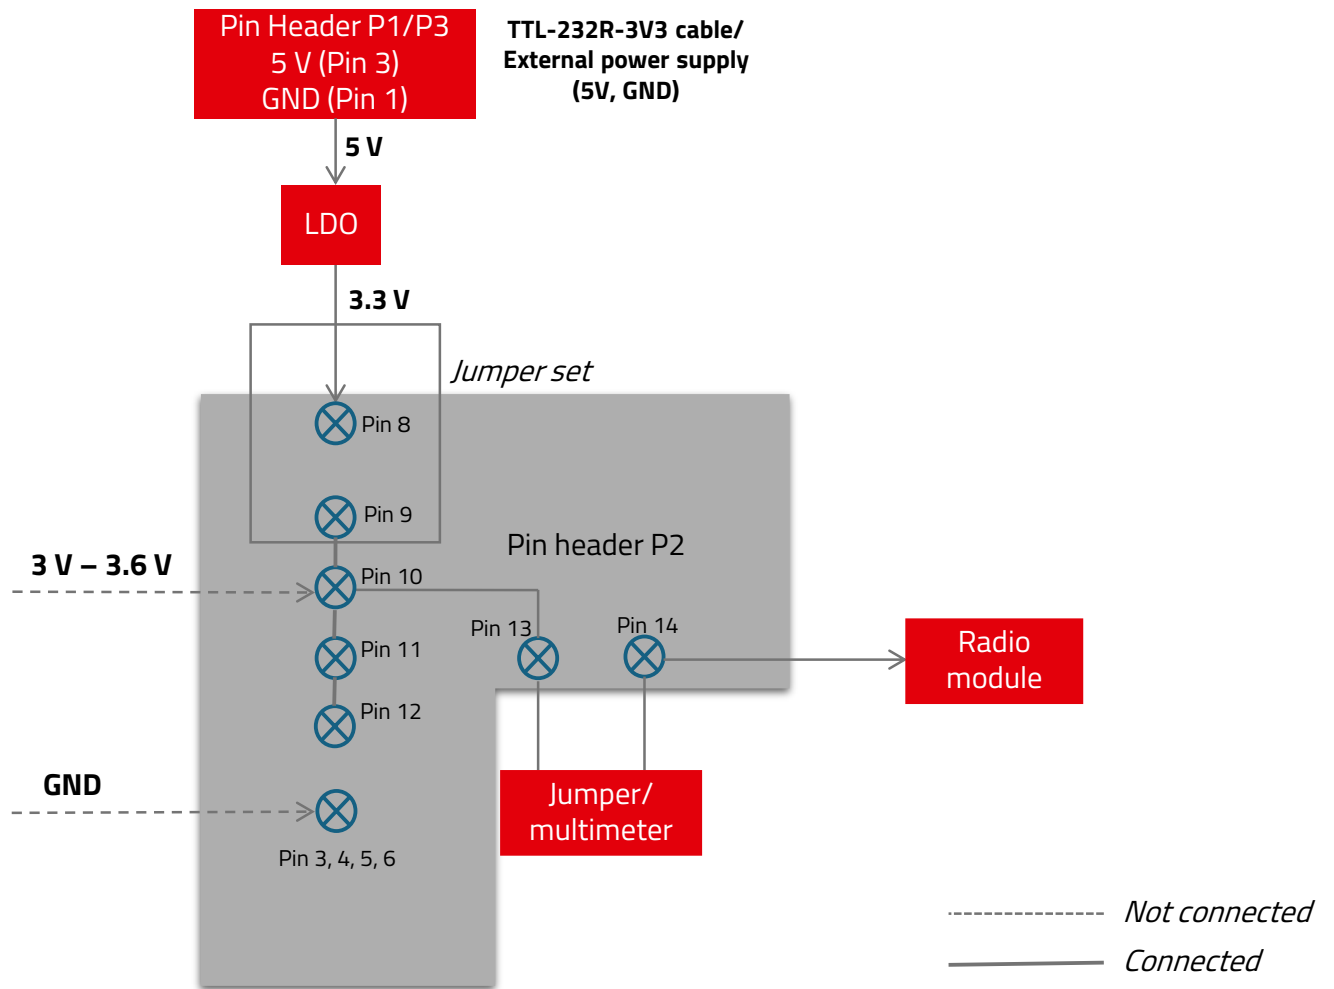 Pin Header P1/P3
5 V (Pin 3)
GND (Pin 1)
TTL-232R-3V3 cable/
External power supply
(5V, GND)
5 V
LDO
3.3 V
Jumper set
Pin 8
Pin 9
Pin header P2
3 V – 3.6 V
Pin 10
Pin 13
Pin 14
Pin 11
Radio
module
Pin 12
GND
Jumper/
multimeter
Pin 3, 4, 5, 6
Not connected
Connected